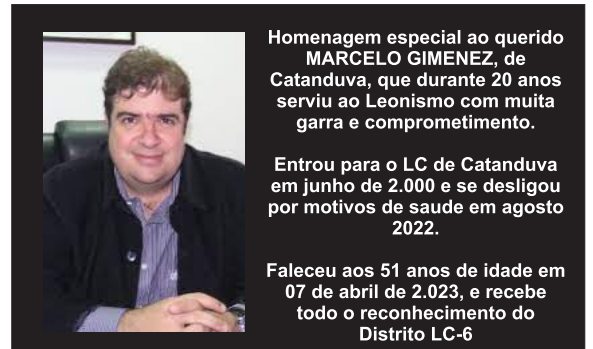 Homenagem especial ao querido
MARCELO GIMENEZ, de
Catanduva, que durante 20 anos
serviu ao Leonismo com muita
garra e comprometimento.
Entrou para o LC de Catanduva
em junho de 2.000 e se desligou
por motivos de saude em agosto
2022.
Faleceu aos 51 anos de idade em
07 de abril de 2.023, e recebe
todo o reconhecimento do
Distrito LC-6